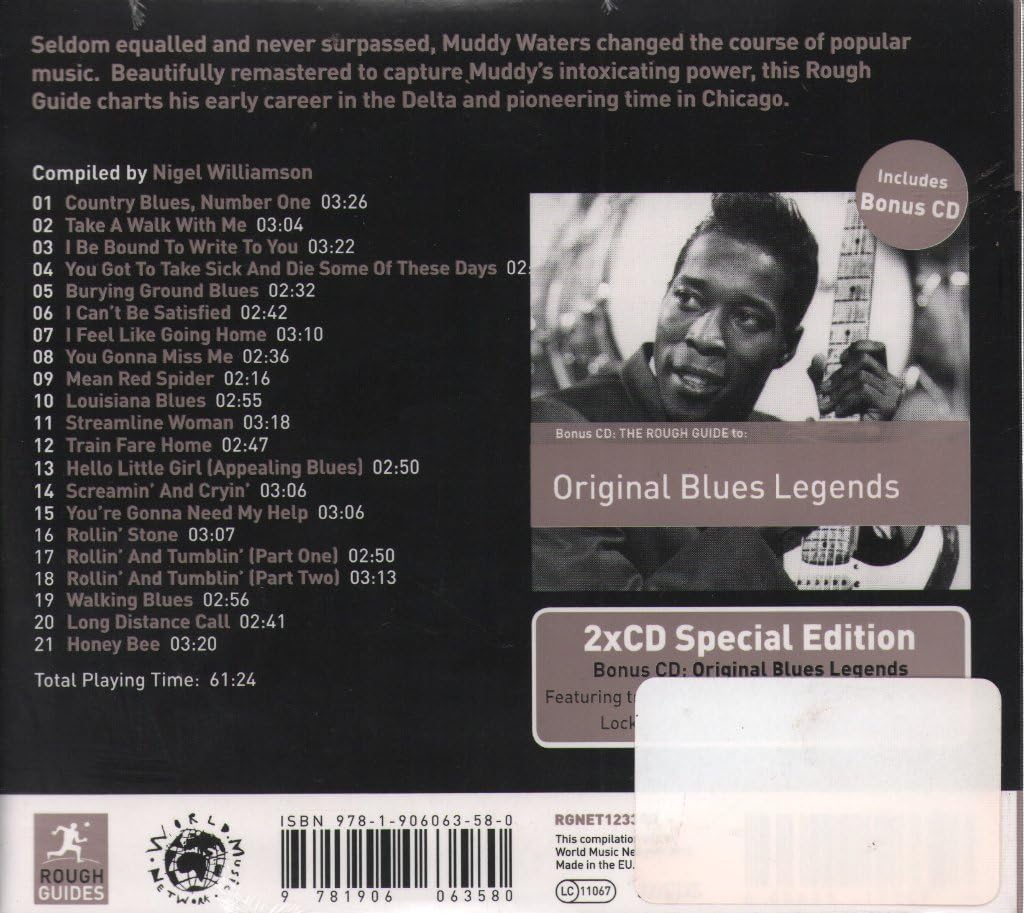 Seldom equalled and never surpassed, Muddy Waters changed the course of popular
music. Beautifully remastered to capture Muddy's intoxicating power, this Rough
Guide charts his early career in the Delta and pioneering time in Chicago.
Compiled by Nigel Williamson
01 Country Blues, Number One 03:26
02 Take A Walk With Me 03:04
03 I Be Bound To Write To You 03:22
04 You Got To Take Sick And Die Some Of These Days 02:
05 Burying Ground Blues 02:32
06 I Can't Be Satisfied 02:42
07 I Feel Like Going Home 03:10
08 You Gonna Miss Me 02:36
09 Mean Red Spider 02:16
10 Louisiana Blues 02:55
11 Streamline Woman 03:18
12 Train Fare Home 02:47
13 Hello Little Girl (Appealing Blues) 02:50
14 Screamin' And Cryin' 03:06
15 You're Gonna Need My Help 03:06
16 Rollin' Stone 03:07
17 Rollin' And Tumblin' (Part One) 02:50
18 Rollin' And Tumblin' (Part Two) 03:13
19 Walking Blues 02:56
20 Long Distance Call 02:41
21 Honey Bee 03:20
Total Playing Time: 61:24
Includes
Bonus CD
Bonus CD: THE ROUGH GUIDE to:
Original Blues Legends
2xCD Special Edition
Bonus CD: Original Blues Legends
Featuring
ROUGH
GUIDES
WORLD MUSIC NETWORK
ISBN 978-1-906063-58-0
9 781906 063580
RGNET123
This
World Music
Made in the EU.
LC 11067